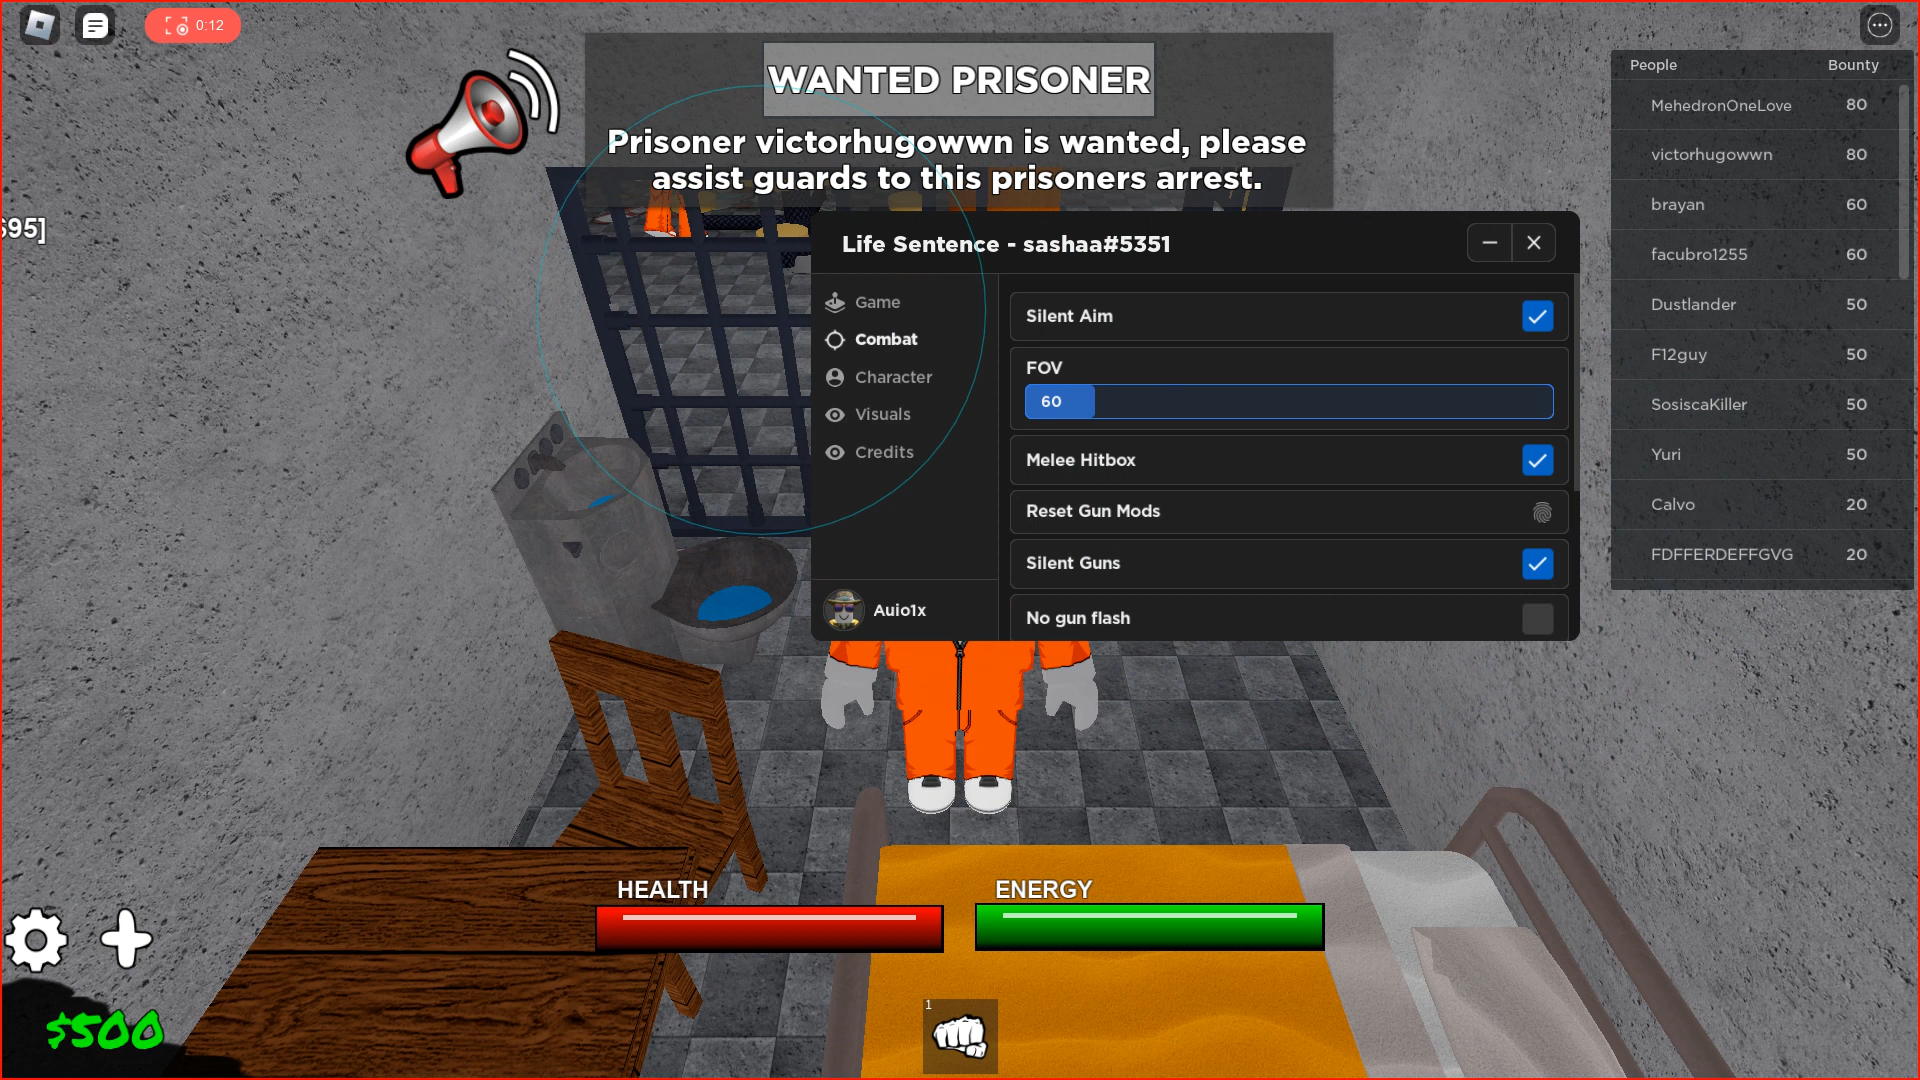 0:12
WANTED PRISONER
Prisoner victorhugowwn is wanted, please
assist guards to this prisoners arrest.
People Bounty
MehedronOneLove 80
victorhugowwn 80
brayan 60
facubro1255 60
Dustlander 50
F12guy 50
SosiscaKiller 50
Yuri 50
Calvo 20
FDFFERDEFFGVG 20
695]
Life Sentence - sashaa#5351
Game
Combat
Character
Visuals
Credits
Auio1x
Silent Aim
FOV
60
Melee Hitbox
Reset Gun Mods
Silent Guns
No gun flash
HEALTH
ENERGY
$500
1